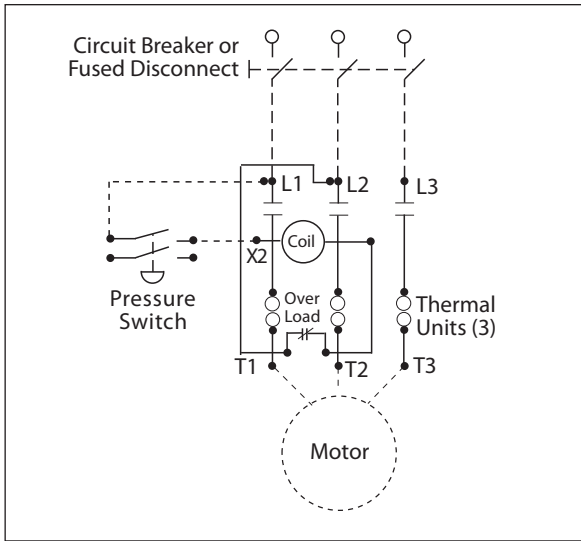 Circuit Breaker or
Fused Disconnect
L1
L2
L3
X2
Coil
Pressure
Switch
Over
Load
Thermal
Units (3)
T1
T2
T3
Motor